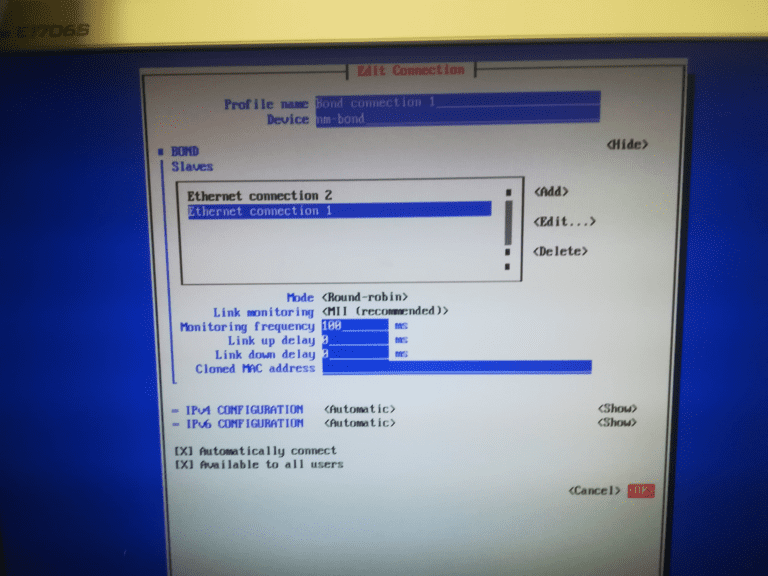 E1706S
Edit Connection
Profile name Bond connection 1
Device nm-bond
<Hide>
BOND
Slaves
Ethernet connection 2
Ethernet connection 1
<Add>
<Edit...>
<Delete>
Mode <Round-robin>
Link monitoring <MII (recommended)>
Monitoring frequency 100 ms
Link up delay 0 ms
Link down delay 0 ms
Cloned MAC address
= IPv4 CONFIGURATION <Automatic> <Show>
= IPv6 CONFIGURATION <Automatic> <Show>
[X] Automatically connect
[X] Available to all users
<Cancel> <OK>